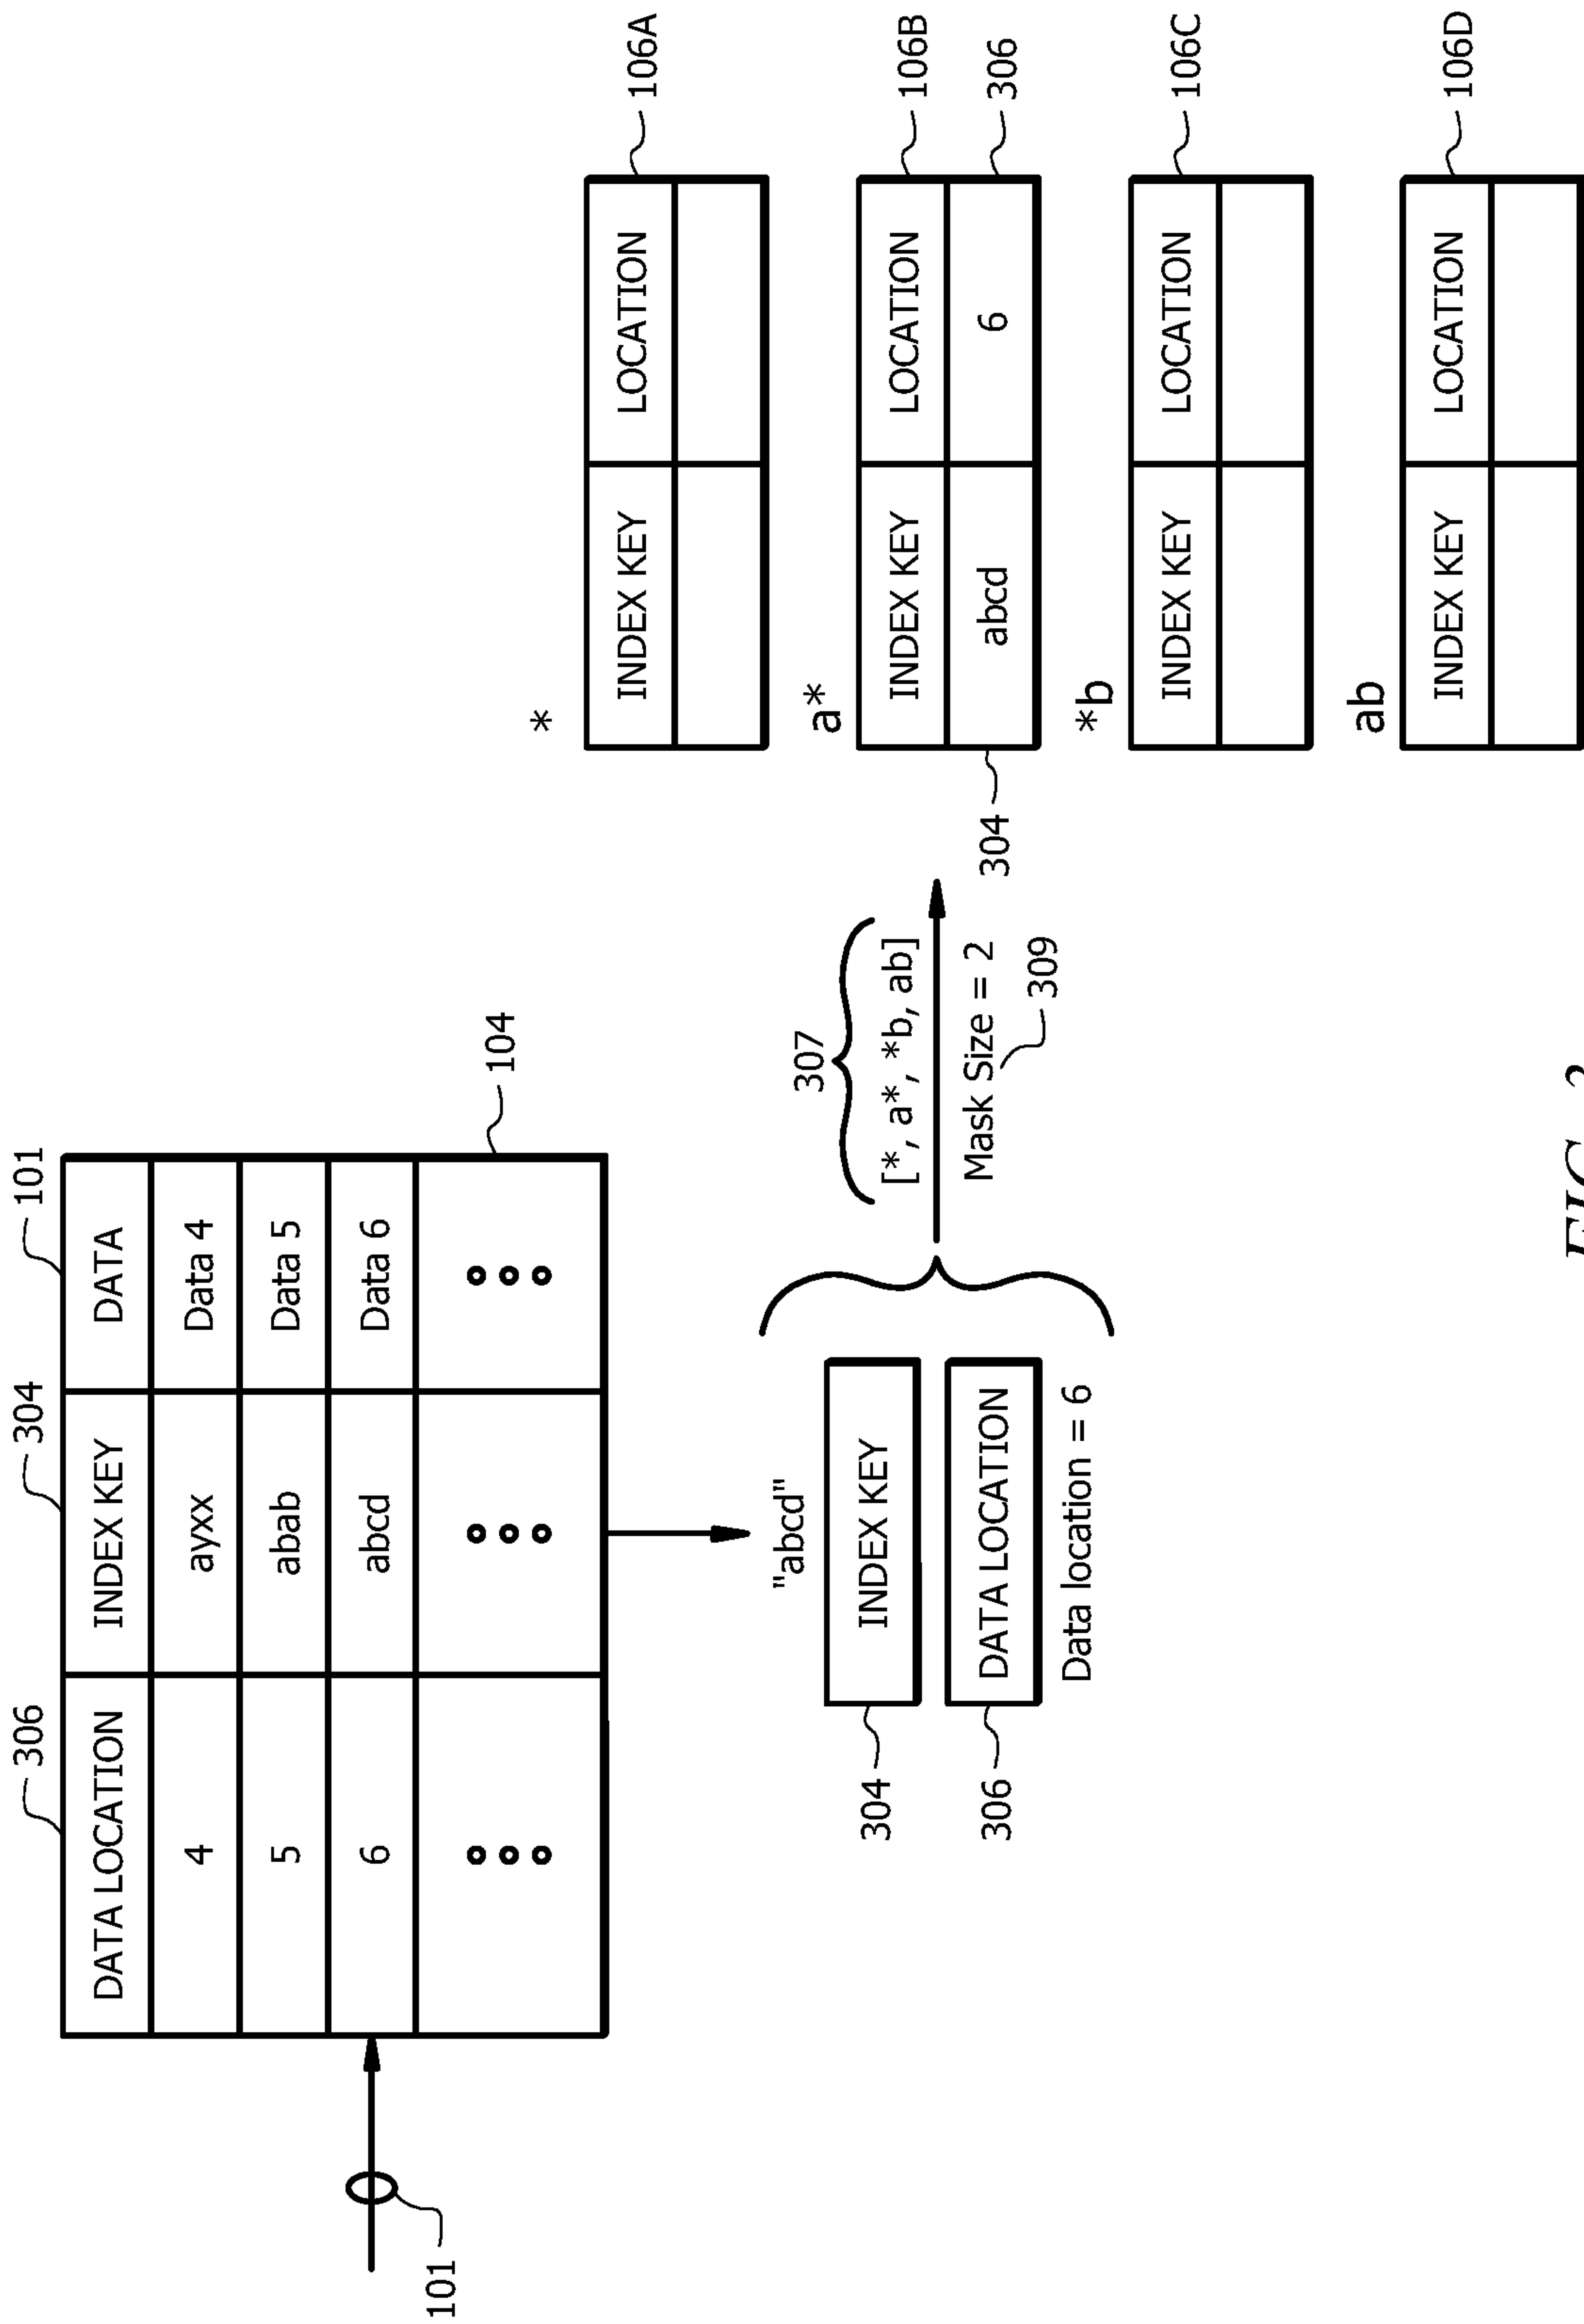 306 304 101
DATA LOCATION INDEX KEY DATA
4 ayxx Data 4
5 abab Data 5
6 abcd Data 6
104
101
"abcd"
304 INDEX KEY
306 DATA LOCATION
Data location = 6
307
[*, a*, *b, ab]
Mask Size = 2
309
*
INDEX KEY LOCATION 106A
a*
INDEX KEY LOCATION 106B
304 abcd 6 306
*b
INDEX KEY LOCATION 106C
ab
INDEX KEY LOCATION 106D